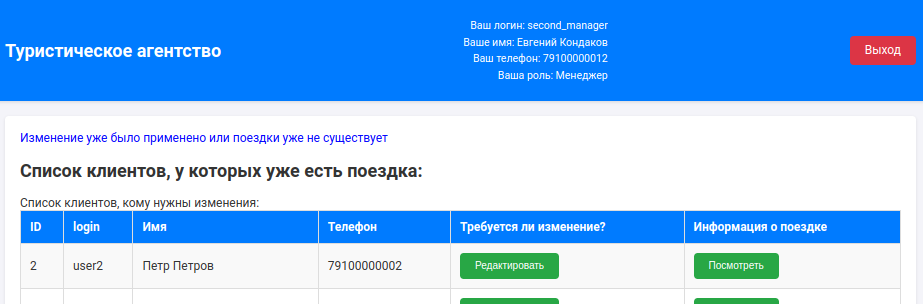 Туристическое агентство
Ваш логин: second_manager
Ваше имя: Евгений Кондаков
Ваш телефон: 79100000012
Ваша роль: Менеджер
Выход
Изменение уже было применено или поездки уже не существует
Список клиентов, у которых уже есть поездка:
Список клиентов, кому нужны изменения:
ID login Имя Телефон Требуется ли изменение? Информация о поездке
2 user2 Петр Петров 79100000002 Редактировать Посмотреть